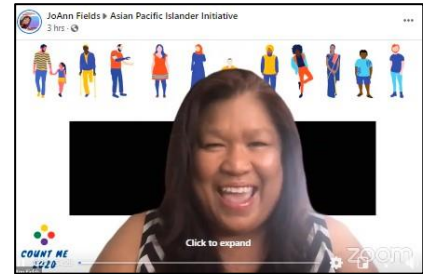 JoAnn Fields ▸ Asian Pacific Islander Initiative
3 hrs ·
Click to expand
COUNT ME
2020
zoom